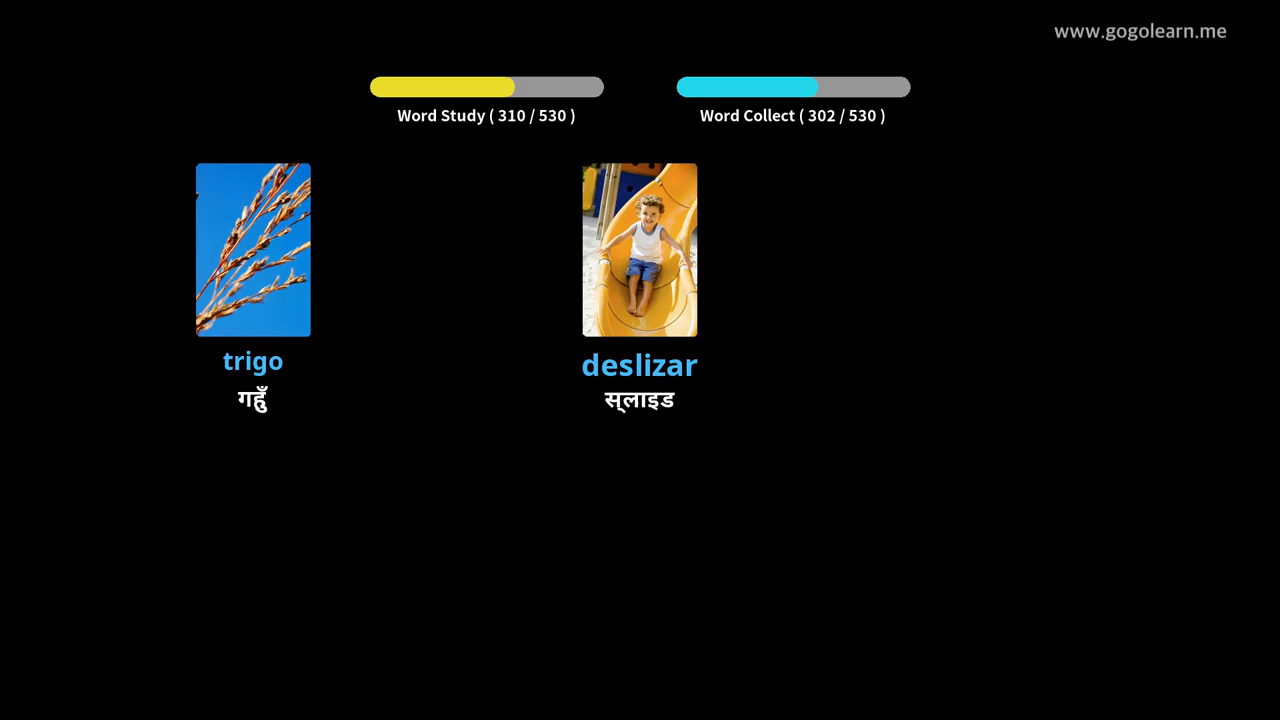 www.gogolearn.me
Word Study ( 310 / 530 )
Word Collect ( 302 / 530 )
trigo
गहुँ
deslizar
स्लाइड